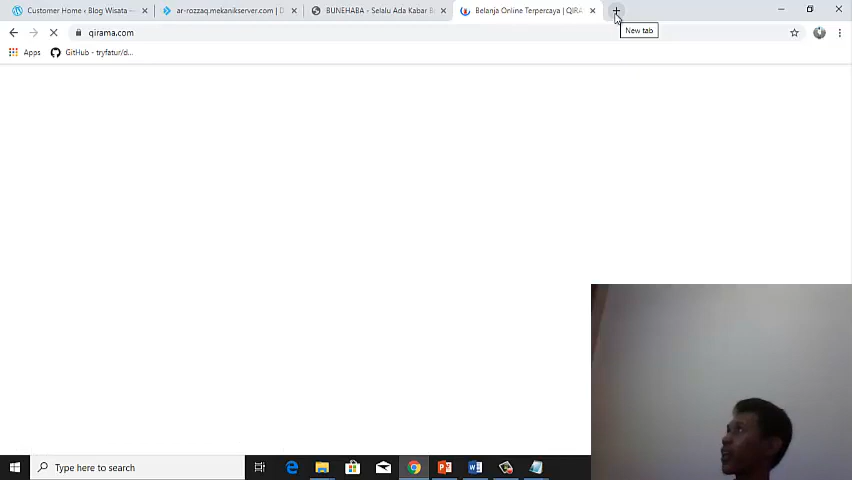 Customer Home ‹ Blog Wisata —
ar-rozzaq.mekanikserver.com | D
BUNEHABA - Selalu Ada Kabar B
Belanja Online Terpercaya | QIRA
New tab
qirama.com
Apps
GitHub - tryfatur/d...
Type here to search